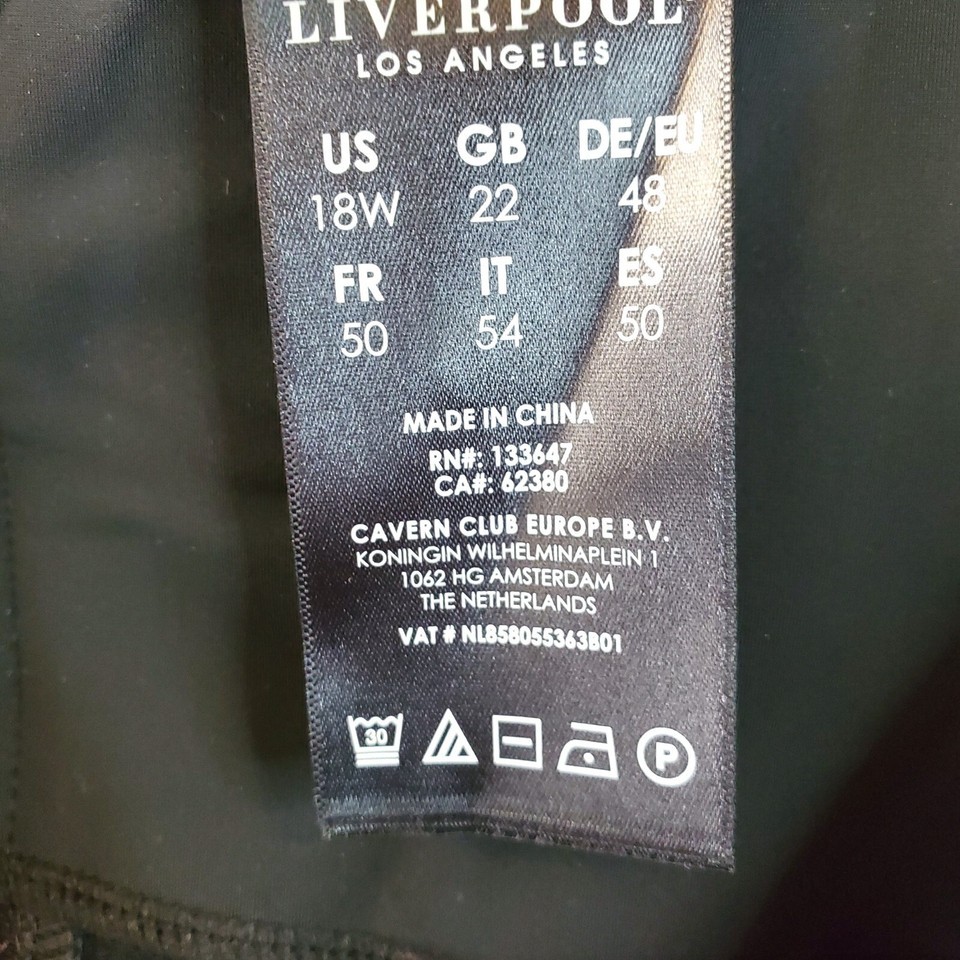 LIVERPOOL
LOS ANGELES
US GB DE/EU
18W 22 48
FR IT ES
50 54 50
MADE IN CHINA
RN#: 133647
CA#: 62380
CAVERN CLUB EUROPE B.V.
KONINGIN WILHELMINAPLEIN 1
1062 HG AMSTERDAM
THE NETHERLANDS
VAT # NL858055363B01
30 P